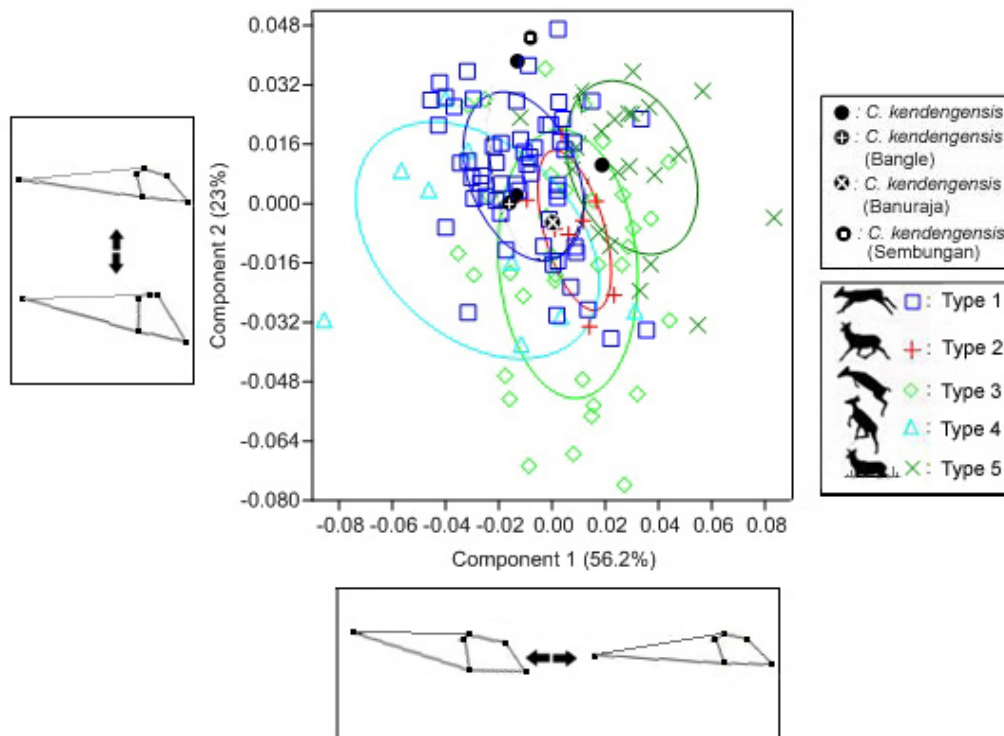 0.048
0.032
0.016
0.000
-0.016
-0.032
-0.048
-0.064
-0.080
Component 2 (23%)
-0.08 -0.06 -0.04 -0.02 0.00 0.02 0.04 0.06 0.08
Component 1 (56.2%)
: C. kendengensis
: C. kendengensis
(Bangle)
: C. kendengensis
(Banuraja)
: C. kendengensis
(Sembungan)
: Type 1
: Type 2
: Type 3
: Type 4
: Type 5